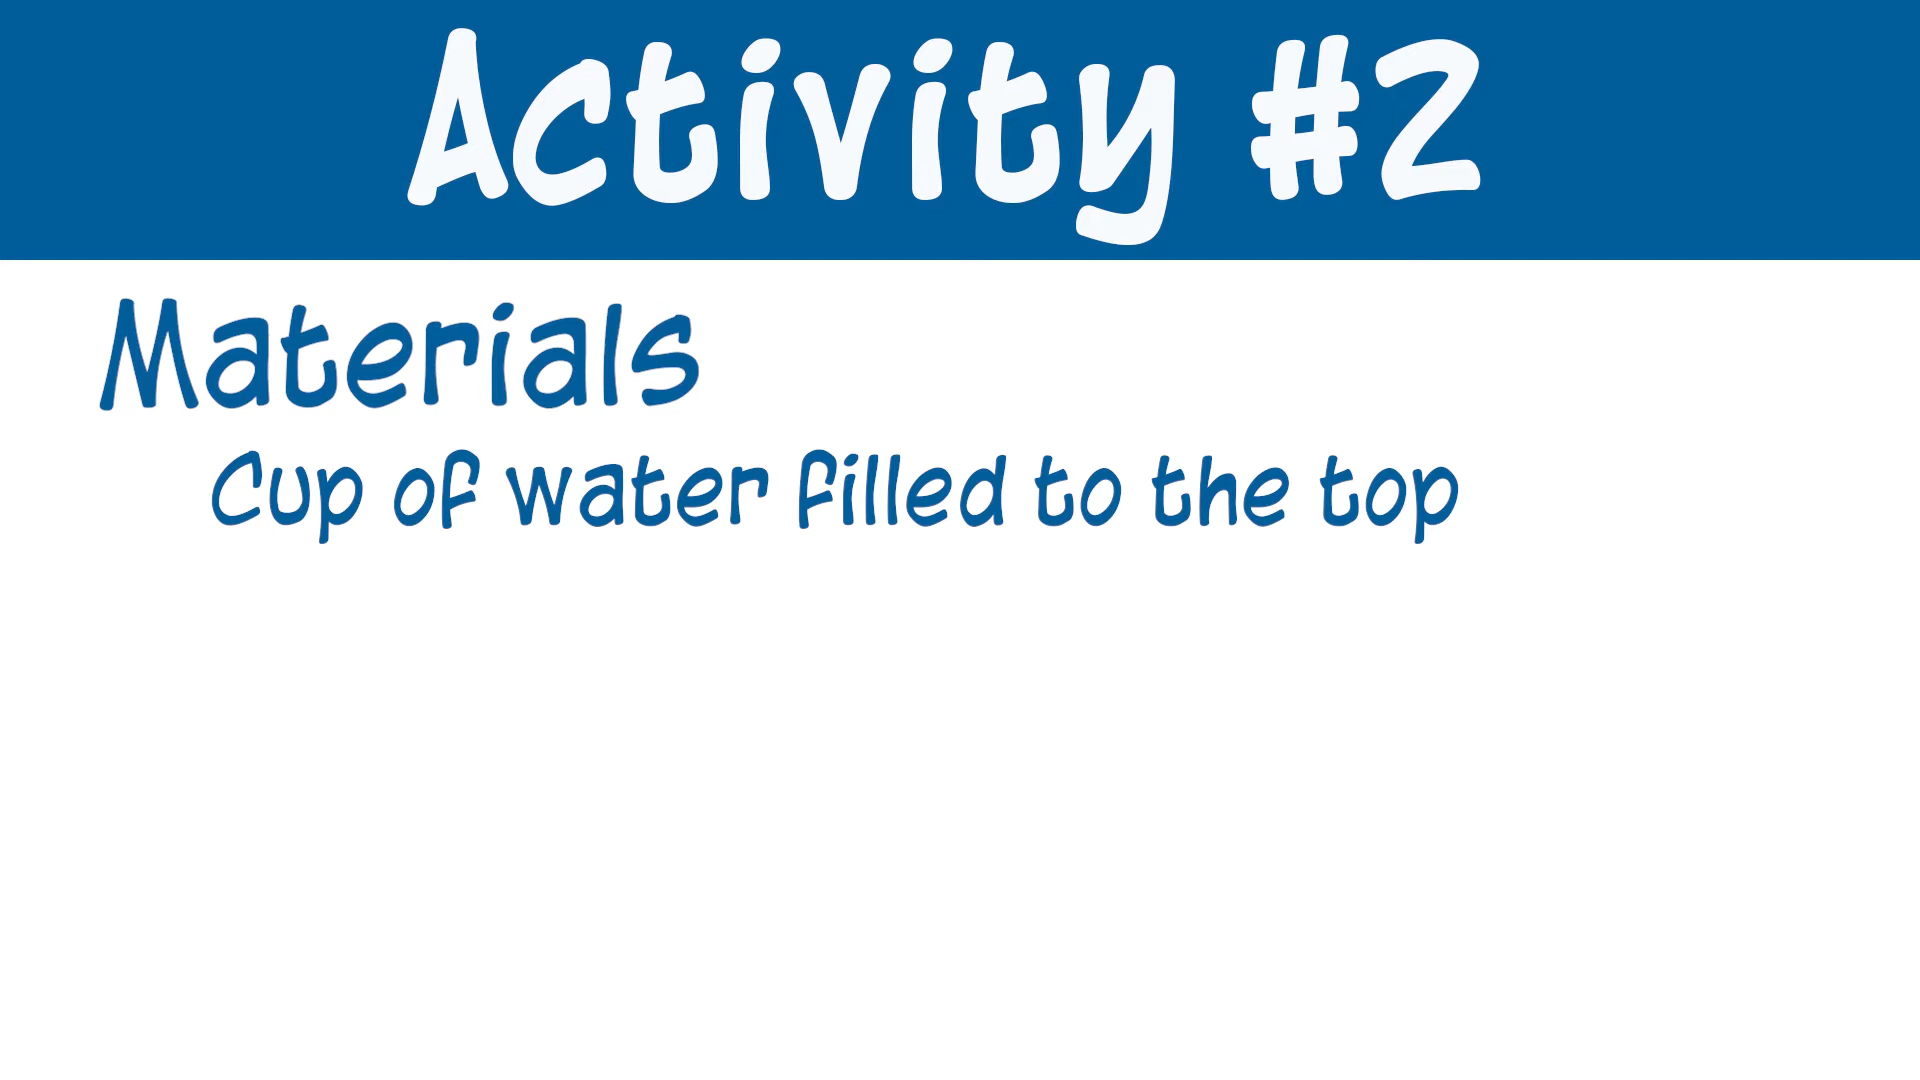 Activity #2
Materials
Cup of water filled to the top